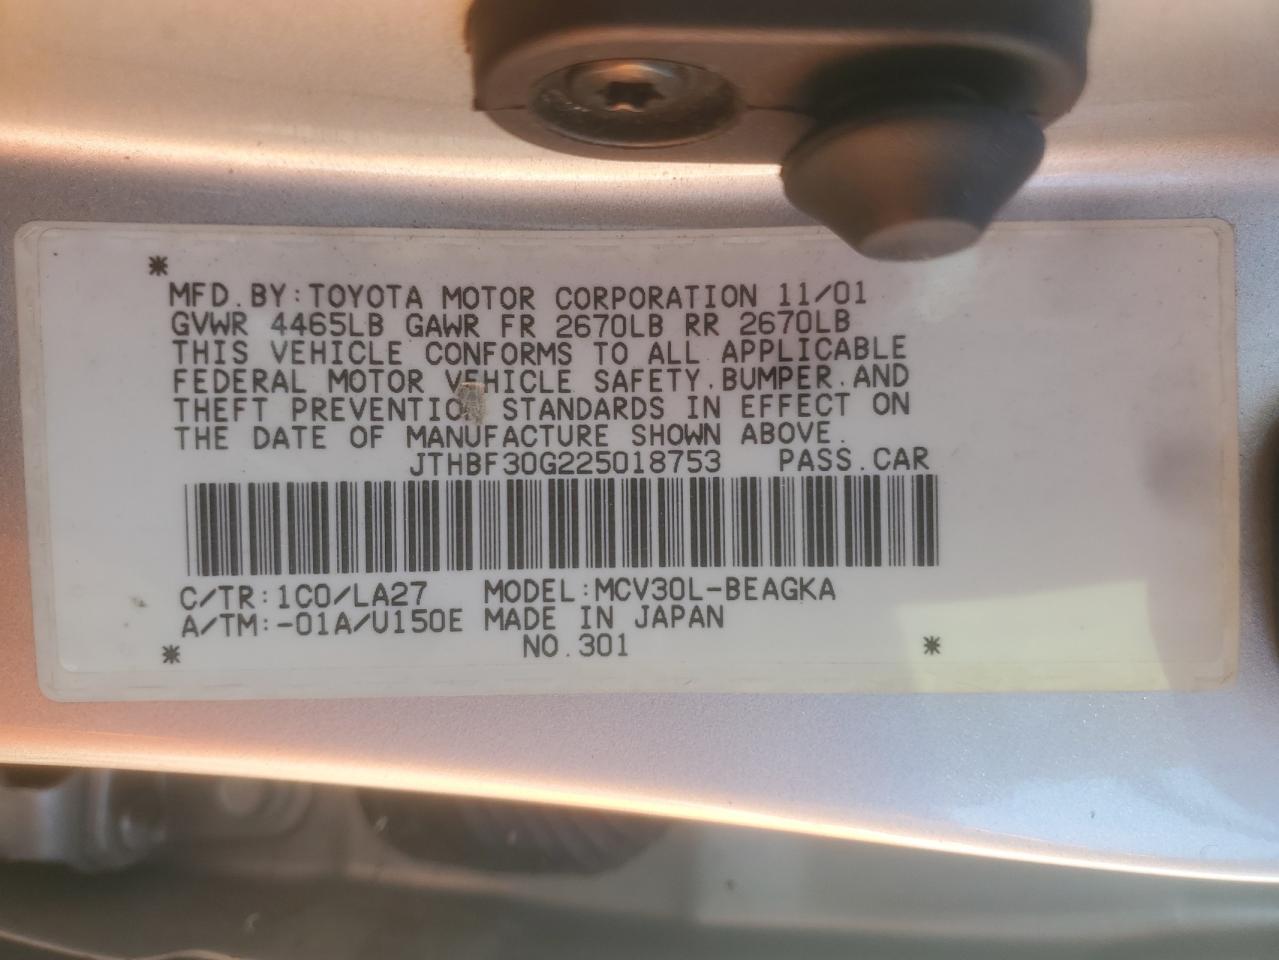 *
MFD.BY:TOYOTA MOTOR CORPORATION 11/01
GVWR 4465LB GAWR FR 2670LB RR 2670LB
THIS VEHICLE CONFORMS TO ALL APPLICABLE
FEDERAL MOTOR VEHICLE SAFETY.BUMPER.AND
THEFT PREVENTION STANDARDS IN EFFECT ON
THE DATE OF MANUFACTURE SHOWN ABOVE.
JTHBF30G225018753 PASS.CAR
C/TR:1C0/LA27 MODEL:MCV30L-BEAGKA
A/TM:-01A/U150E MADE IN JAPAN
* NO.301 *